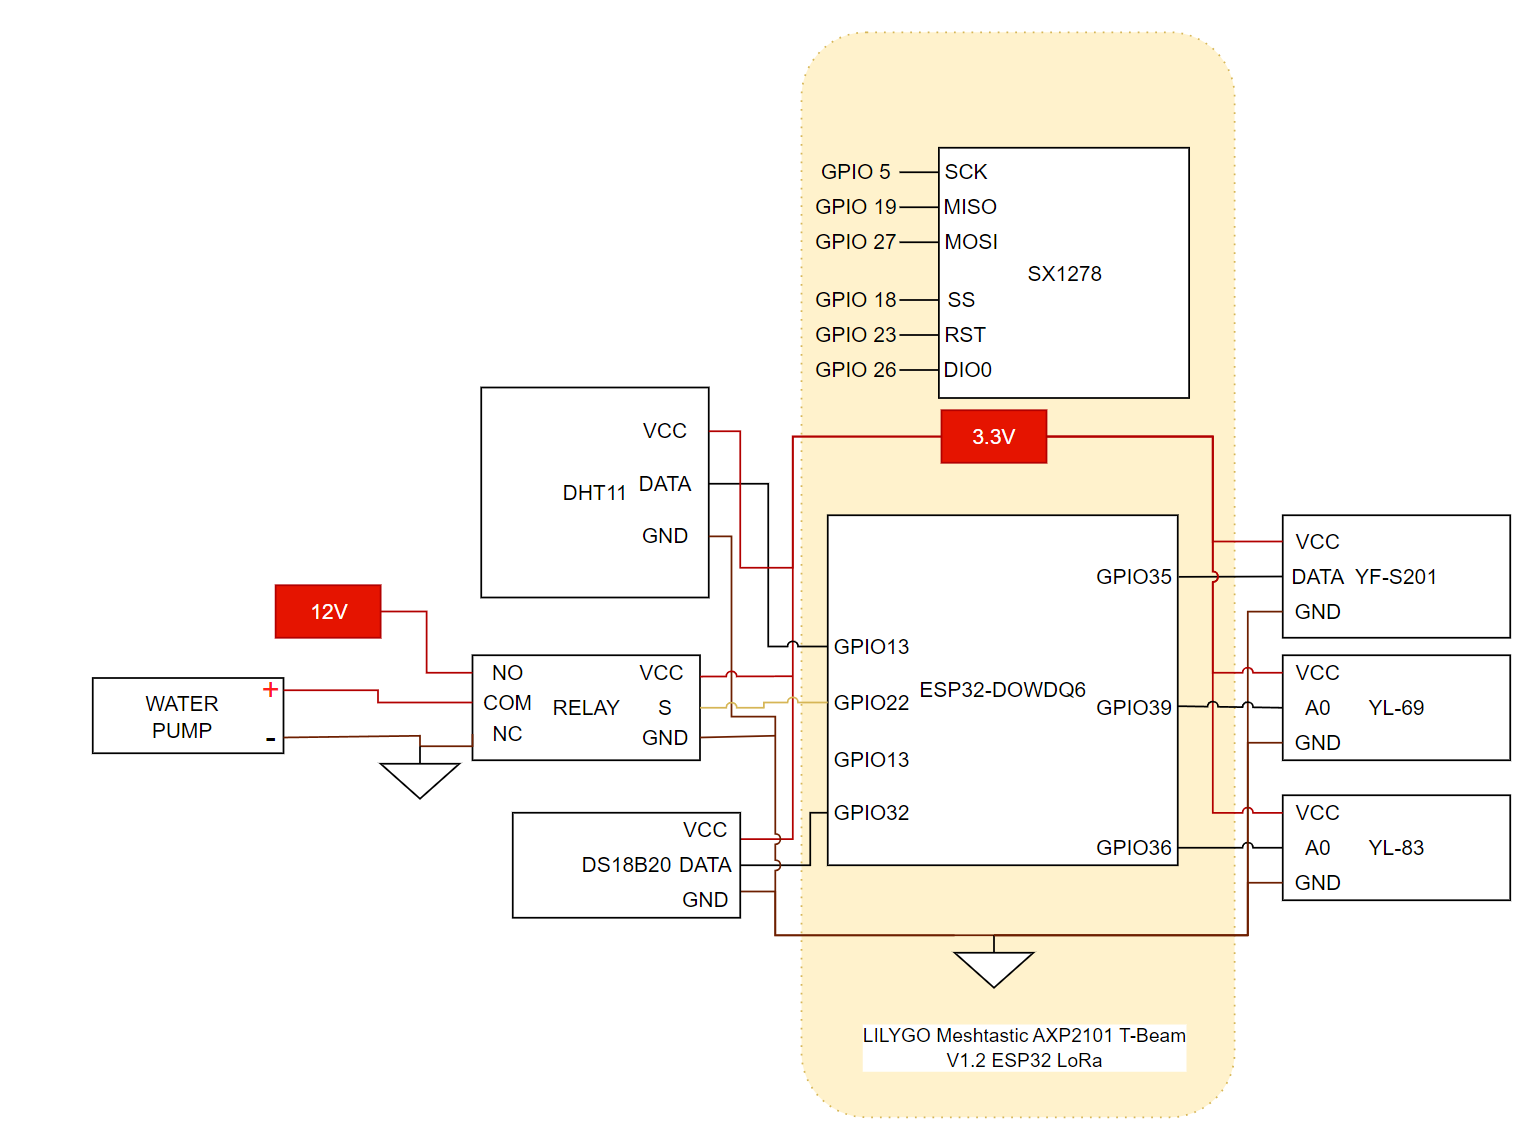 GPIO 5 SCK
GPIO 19 MISO
GPIO 27 MOSI
SX1278
GPIO 18 SS
GPIO 23 RST
GPIO 26 DIO0
3.3V
VCC
DHT11 DATA
GND
12V
WATER
PUMP
+
-
NO
COM
NC
RELAY
VCC
S
GND
VCC
DS18B20 DATA
GND
GPIO13
GPIO22
GPIO13
GPIO32
ESP32-DOWDQ6
GPIO35
GPIO39
GPIO36
VCC
DATA YF-S201
GND
VCC
A0 YL-69
GND
VCC
A0 YL-83
GND
LILYGO Meshtastic AXP2101 T-Beam
V1.2 ESP32 LoRa